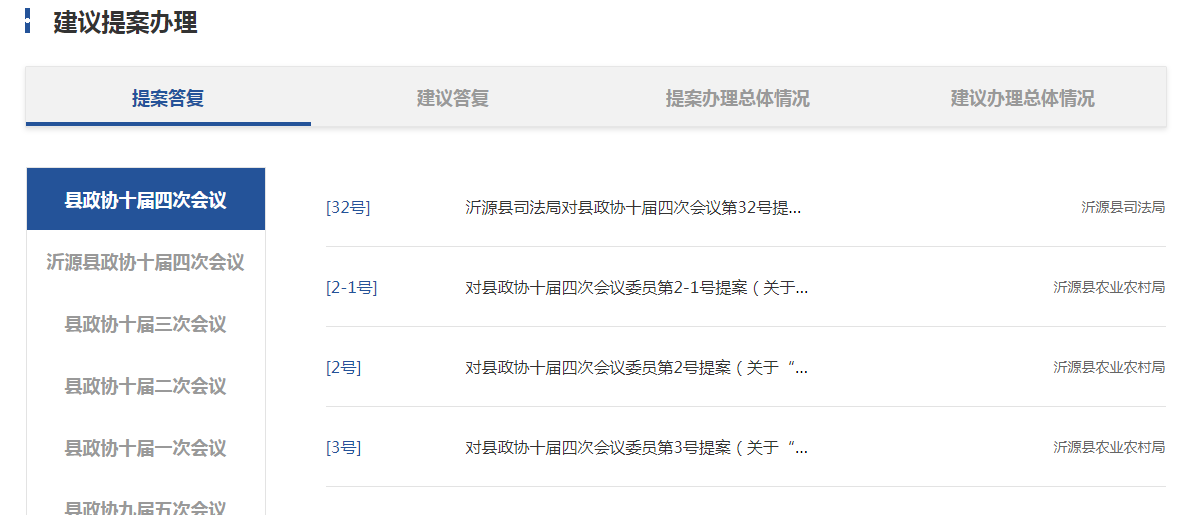 建议提案办理
提案答复 建议答复 提案办理总体情况 建议办理总体情况
县政协十届四次会议
沂源县政协十届四次会议
县政协十届三次会议
县政协十届二次会议
县政协十届一次会议
县政协九届五次会议
[32号] 沂源县司法局对县政协十届四次会议第32号提... 沂源县司法局
[2-1号] 对县政协十届四次会议委员第2-1号提案（关于... 沂源县农业农村局
[2号] 对县政协十届四次会议委员第2号提案（关于“... 沂源县农业农村局
[3号] 对县政协十届四次会议委员第3号提案（关于“... 沂源县农业农村局